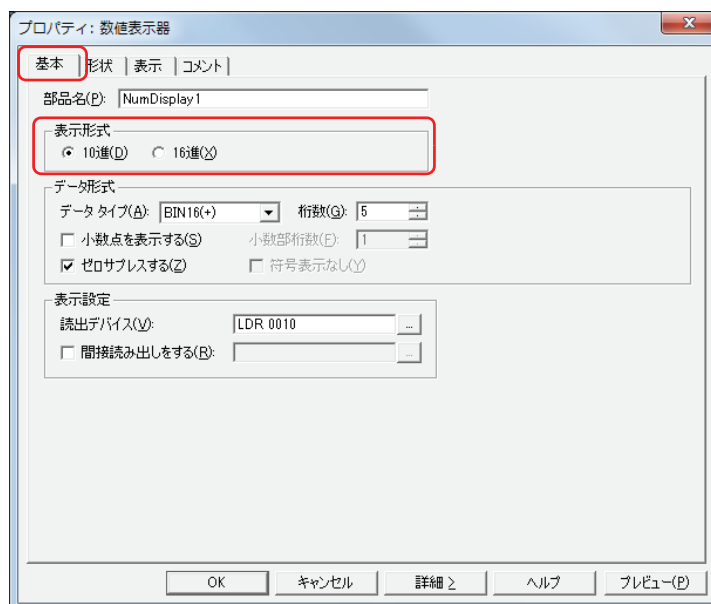 プロパティ: 数値表示器
x
基本 形状 表示 コメント
部品名(P): NumDisplay1
表示形式
10進(D) 16進(X)
データ形式
データ タイプ(A): BIN16(+) 桁数(G): 5
小数点を表示する(S) 小数部桁数(F): 1
ゼロサプレスする(Z) 符号表示なし(Y)
表示設定
読出デバイス(V): LDR 0010 ...
間接読み出しをする(R): ...
OK キャンセル 詳細 > ヘルプ プレビュー(P)